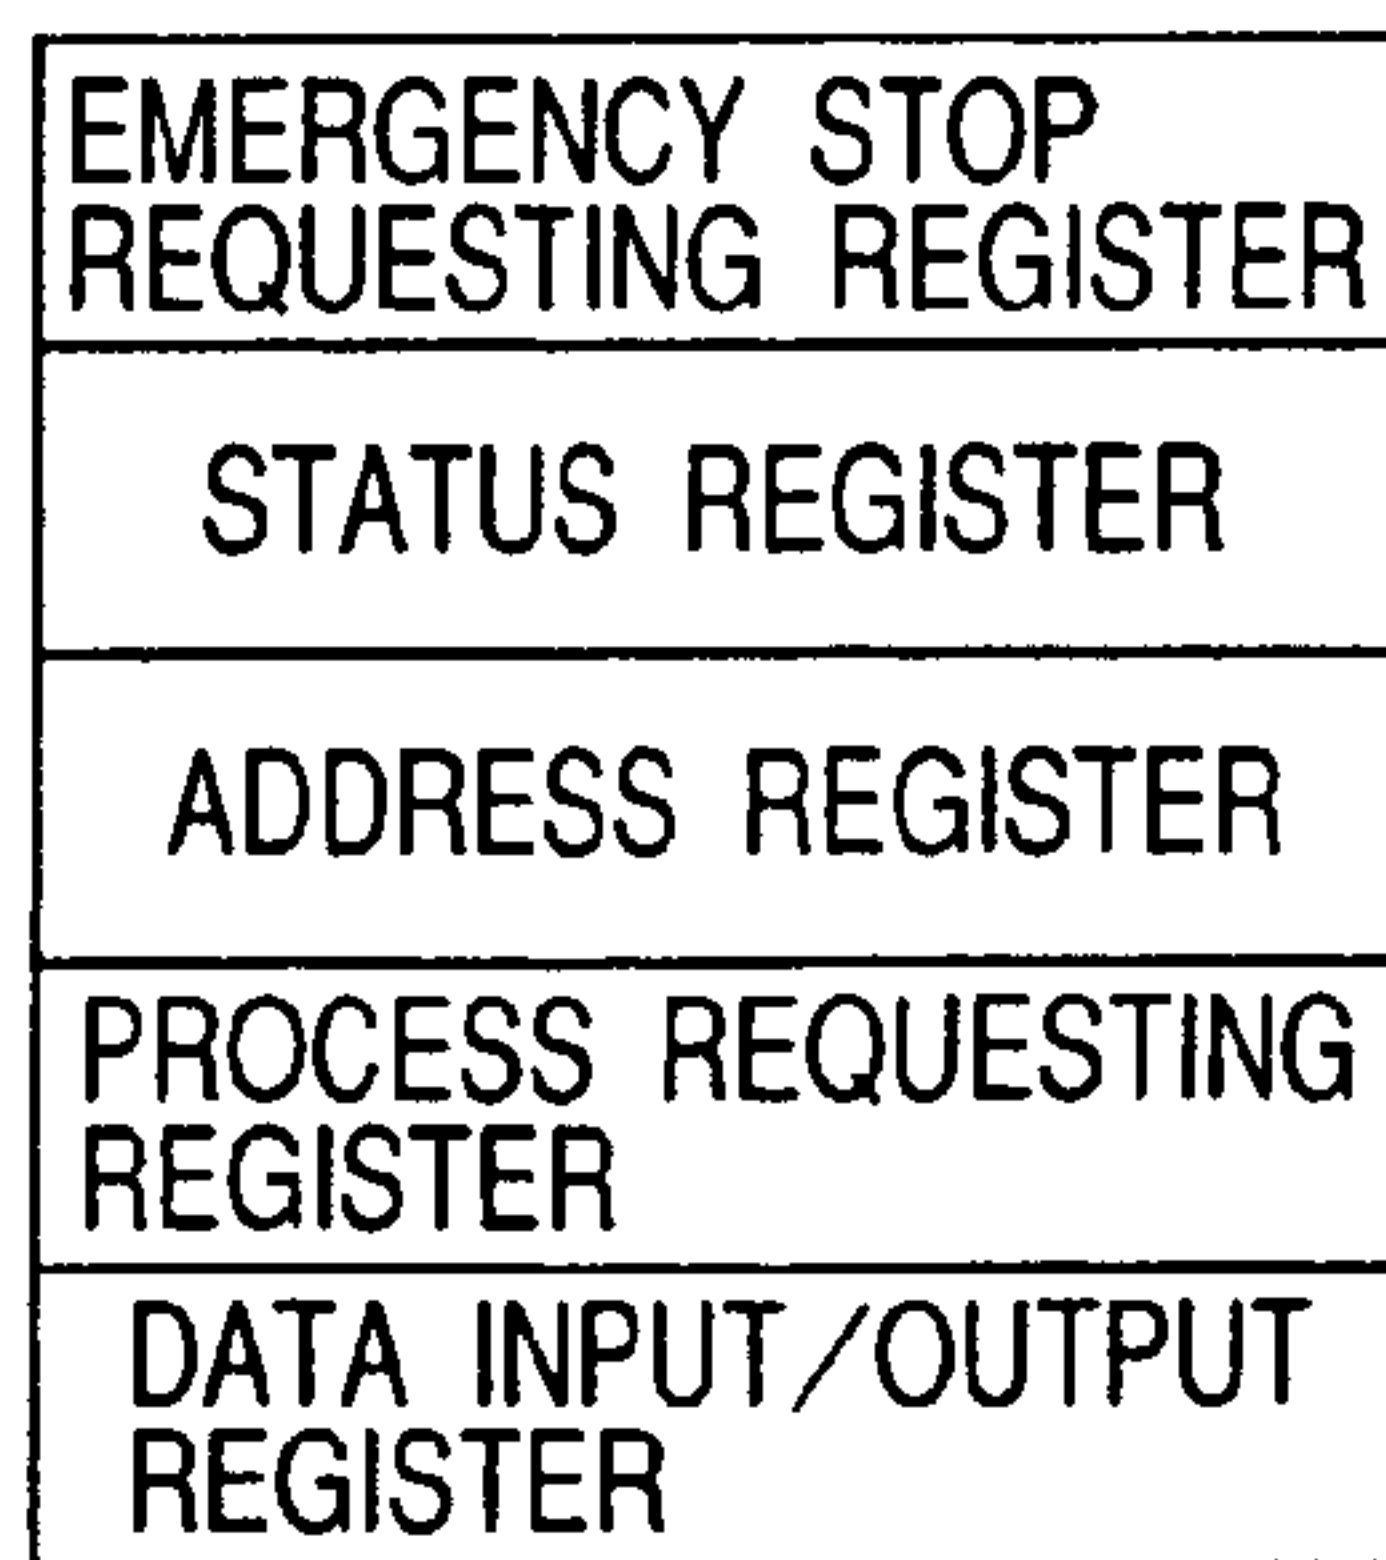 EMERGENCY STOP
REQUESTING REGISTER
STATUS REGISTER
ADDRESS REGISTER
PROCESS REQUESTING
REGISTER
DATA INPUT/OUTPUT
REGISTER